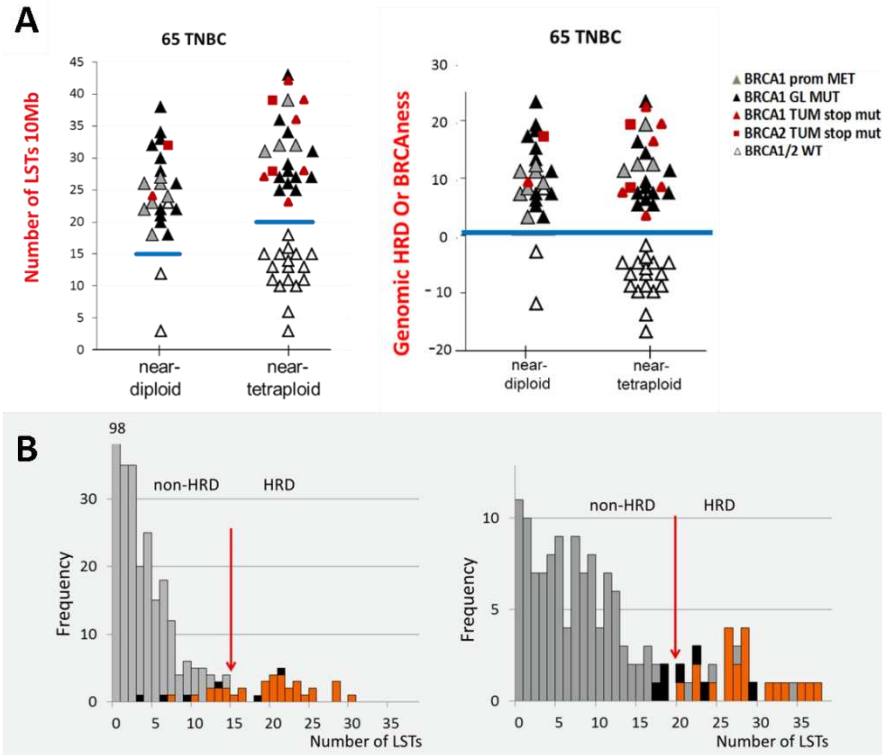 A
65 TNBC
Number of LSTs 10Mb
45
40
35
30
25
20
15
10
5
0
near-
diploid
near-
tetraploid
65 TNBC
Genomic HRD Or BRCAness
30
20
10
0
- 10
-20
near-
diploid
near-
tetraploid
BRCA1 prom MET
BRCA1 GL MUT
BRCA1 TUM stop mut
BRCA2 TUM stop mut
BRCA1/2 WT
B
98
non-HRD
HRD
Frequency
30
20
10
0
0 5 10 15 20 25 30 35
Number of LSTs
non-HRD
HRD
Frequency
10
5
0
0 5 10 15 20 25 30 35
Number of LSTs